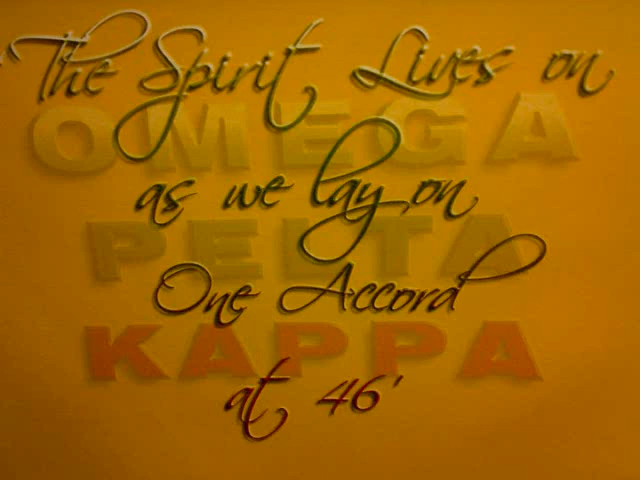 "The Spirit Lives on
OMEGA
as we lay on
PELTA
One Accord
KAPPA
at 46'